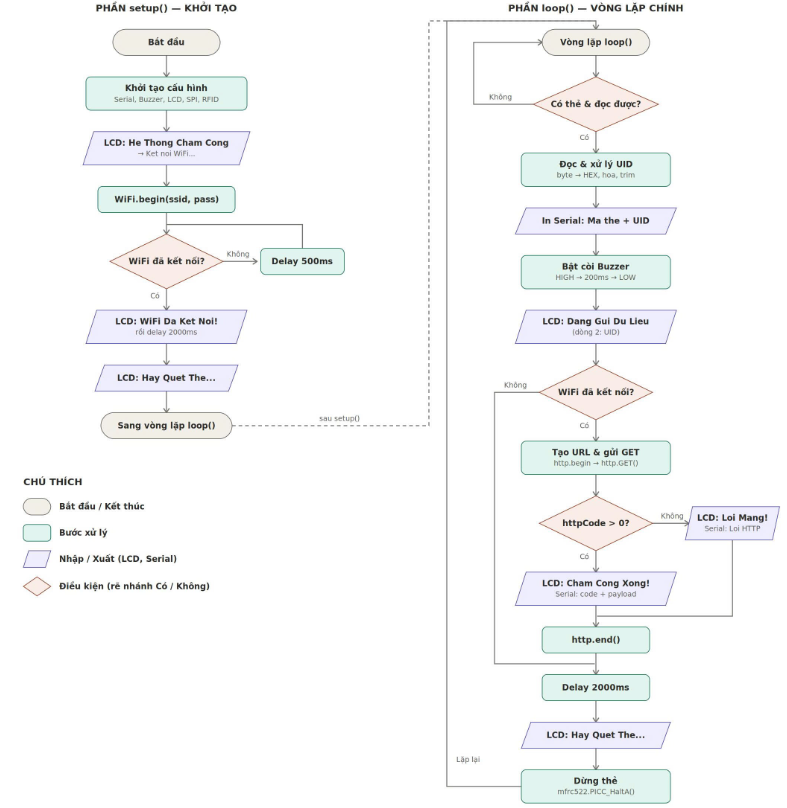 PHẦN setup() — KHỞI TẠO
Bắt đầu
Khởi tạo cấu hình
Serial, Buzzer, LCD, SPI, RFID
LCD: He Thong Cham Cong
→ Ket noi WiFi...
WiFi.begin(ssid, pass)
WiFi đã kết nối?
Không
Delay 500ms
Có
LCD: WiFi Da Ket Noi!
rồi delay 2000ms
LCD: Hay Quet The...
Sang vòng lặp loop()
sau setup()
CHÚ THÍCH
Bắt đầu / Kết thúc
Bước xử lý
Nhập / Xuất (LCD, Serial)
Điều kiện (rẽ nhánh Có / Không)
PHẦN loop() — VÒNG LẶP CHÍNH
Vòng lặp loop()
Không
Có thẻ & đọc được?
Có
Đọc & xử lý UID
byte → HEX, hoa, trim
In Serial: Ma the + UID
Bật còi Buzzer
HIGH → 200ms → LOW
LCD: Dang Gui Du Lieu
(dòng 2: UID)
Không
WiFi đã kết nối?
Có
Tạo URL & gửi GET
http.begin → http.GET()
httpCode > 0?
Không
LCD: Loi Mang!
Serial: Loi HTTP
Có
LCD: Cham Cong Xong!
Serial: code + payload
http.end()
Delay 2000ms
LCD: Hay Quet The...
Lặp lại
Dừng thẻ
mfrc522.PICC_HaltA()